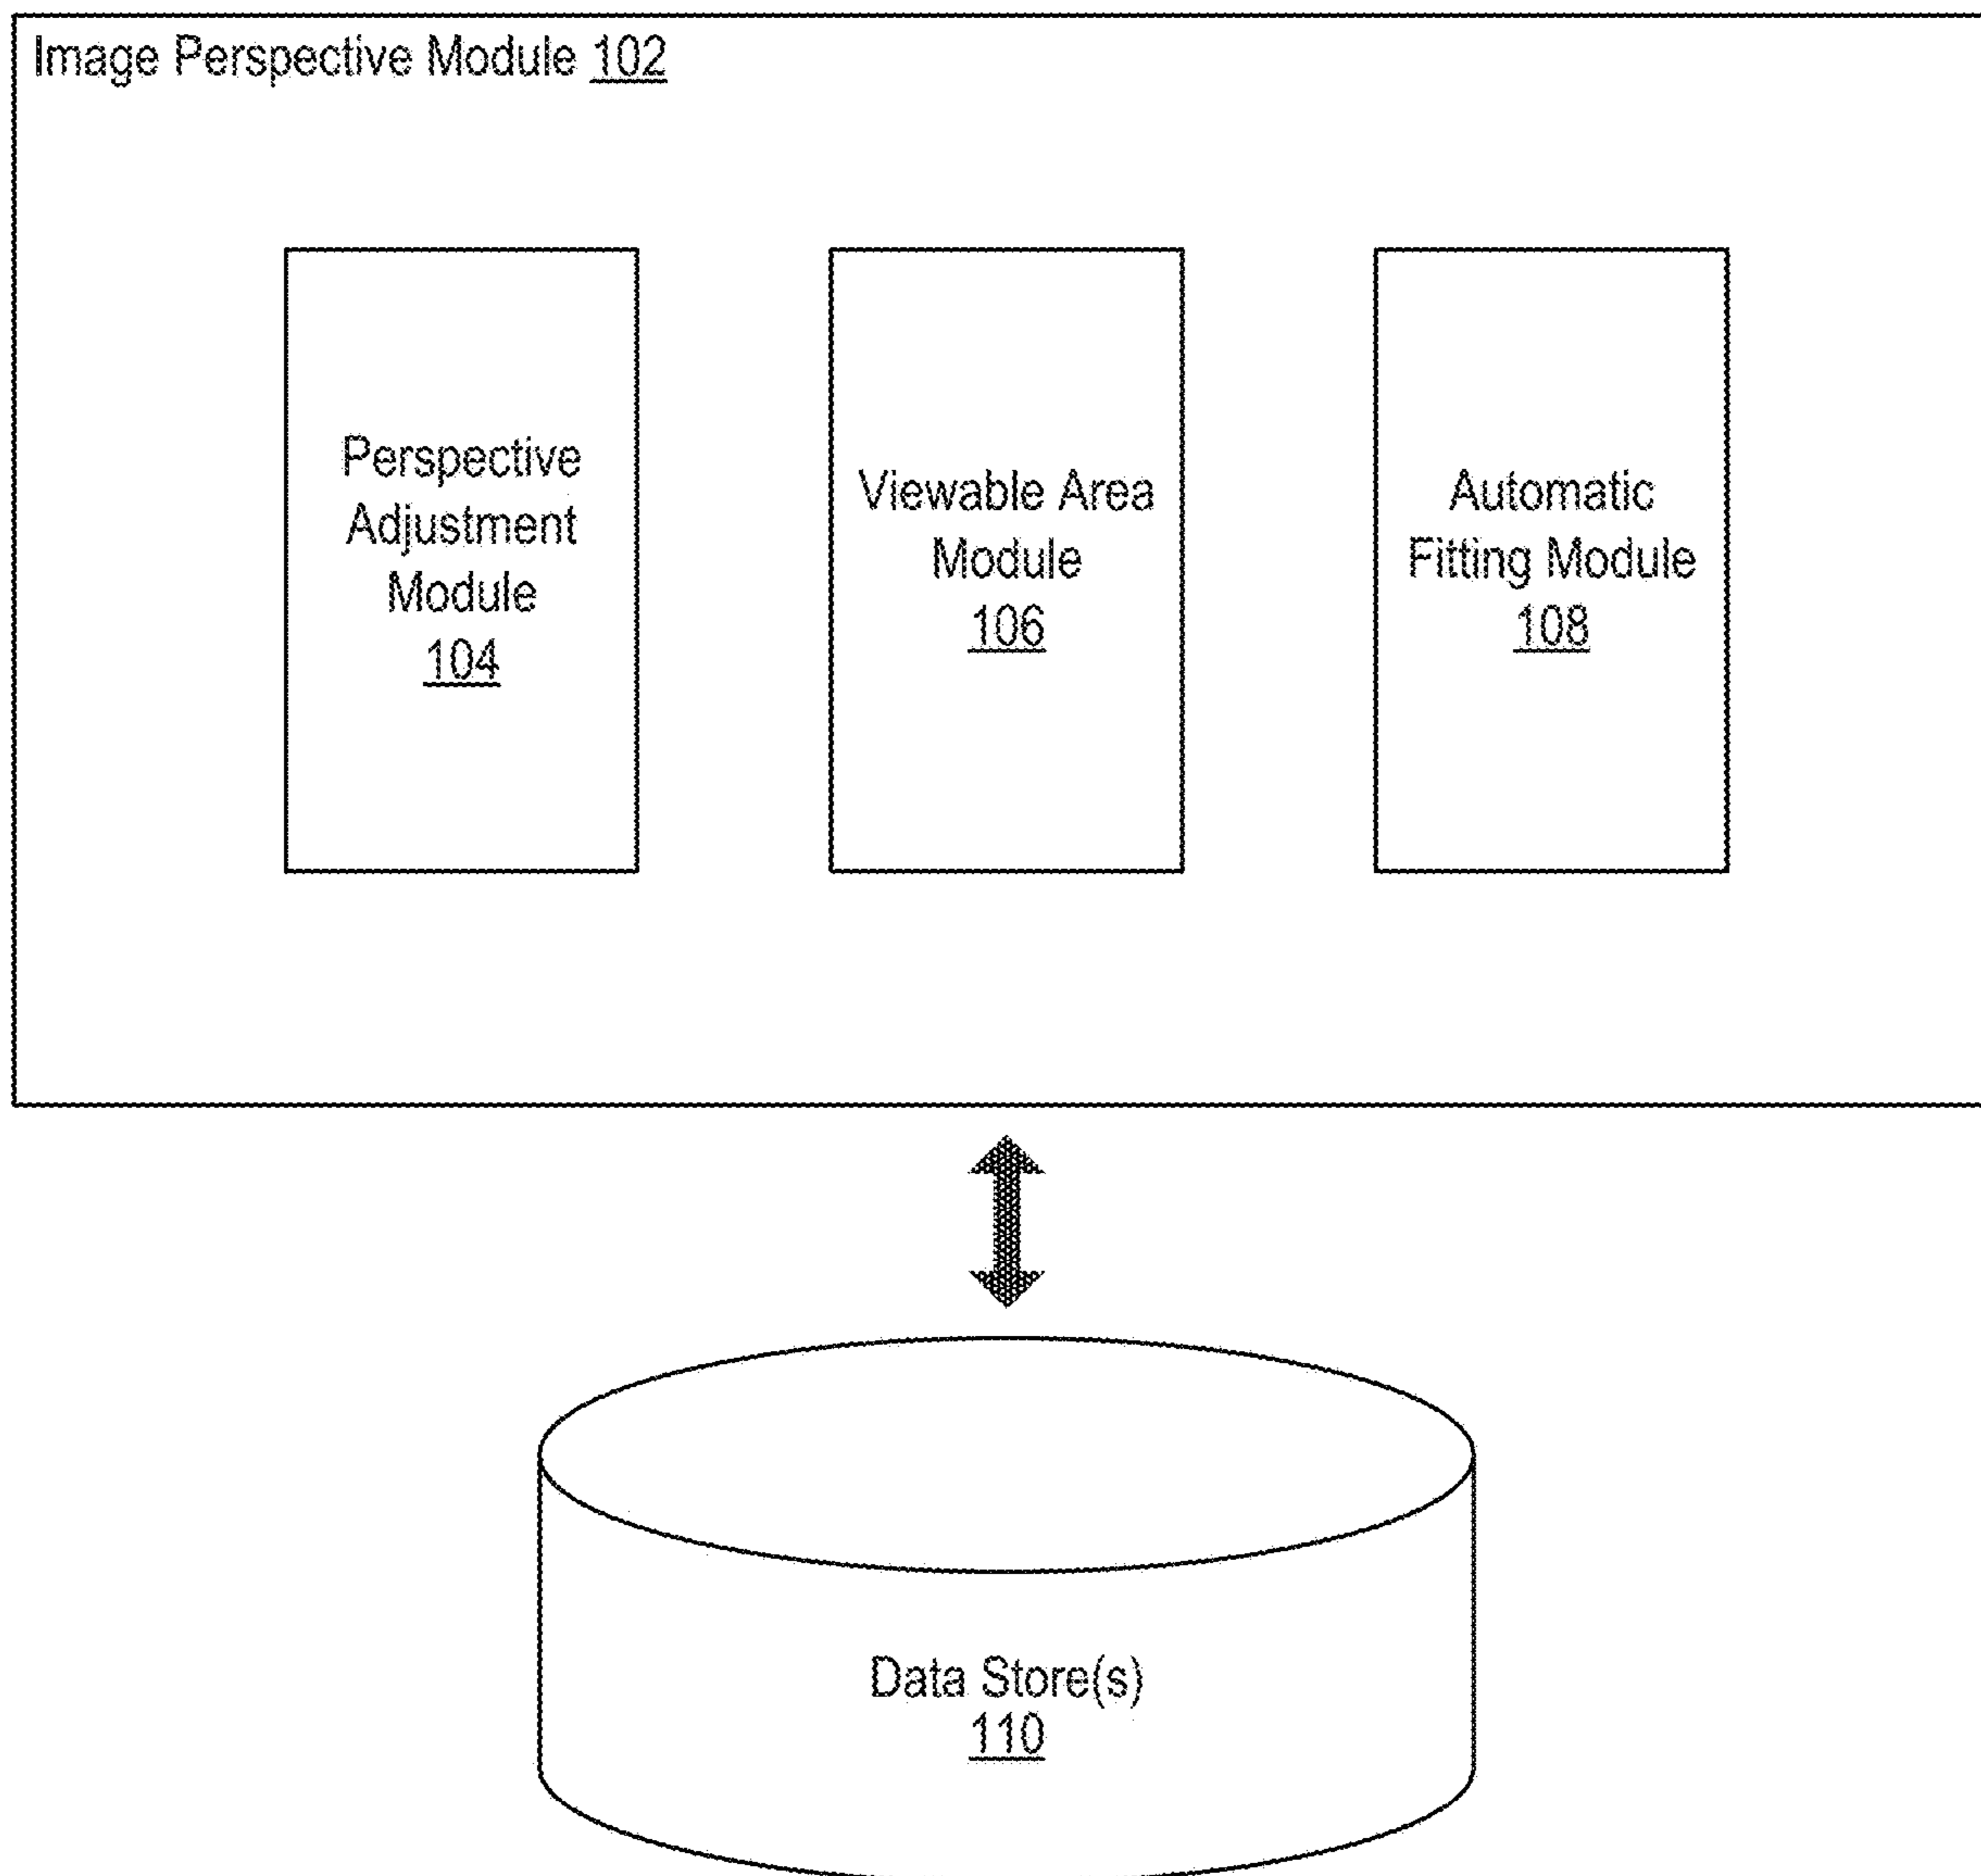 Image Perspective Module 102
Perspective
Adjustment
Module
104
Viewable Area
Module
106
Automatic
Fitting Module
108
Data Store(s)
110